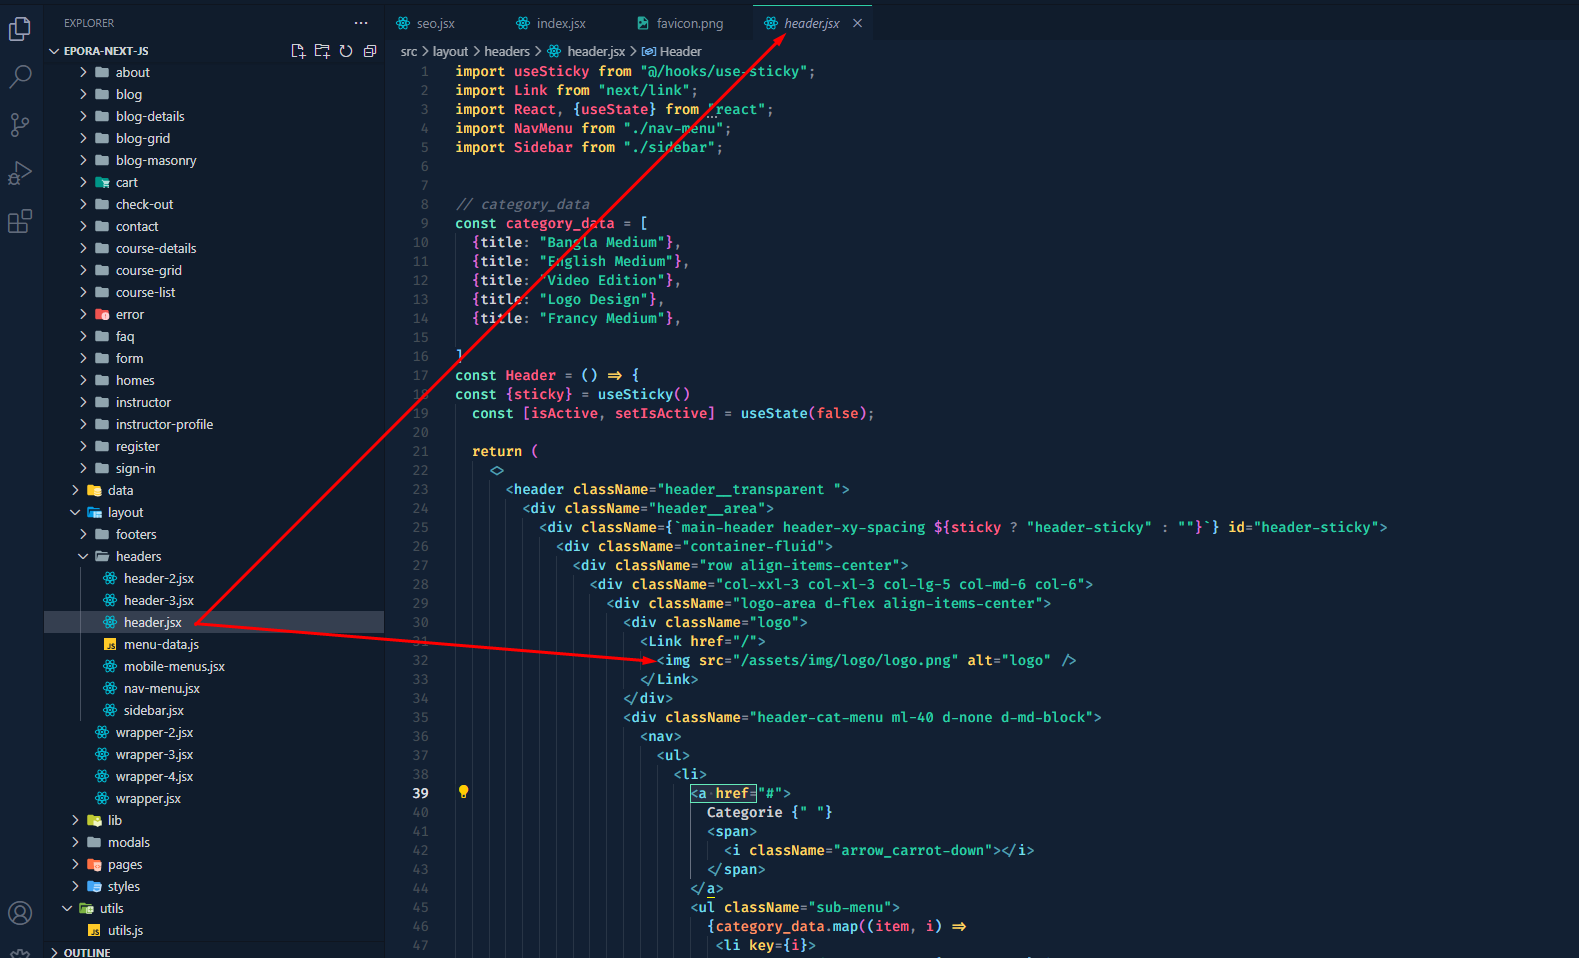 EXPLORER
EPORA-NEXT-JS
about
blog
blog-details
blog-grid
blog-masonry
cart
check-out
contact
course-details
course-grid
course-list
error
faq
form
homes
instructor
instructor-profile
register
sign-in
data
layout
footers
headers
header-2.jsx
header-3.jsx
header.jsx
JS menu-data.js
mobile-menus.jsx
nav-menu.jsx
sidebar.jsx
wrapper-2.jsx
wrapper-3.jsx
wrapper-4.jsx
wrapper.jsx
lib
modals
pages
styles
utils
JS utils.js
OUTLINE
seo.jsx index.jsx favicon.png header.jsx
src > layout > headers > header.jsx > Header
1 import useSticky from "@/hooks/use-sticky";
2 import Link from "next/link";
3 import React, {useState} from "react";
4 import NavMenu from "./nav-menu";
5 import Sidebar from "./sidebar";
6
7
8 // category_data
9 const category_data = [
10 {title: "Bangla Medium"},
11 {title: "English Medium"},
12 {title: "Video Edition"},
13 {title: "Logo Design"},
14 {title: "Francy Medium"},
15
16 ]
17 const Header = () => {
18 const {sticky} = useSticky()
19 const [isActive, setIsActive] = useState(false);
20
21 return (
22 <>
23 <header className="header__transparent ">
24 <div className="header__area">
25 <div className={`main-header header-xy-spacing ${sticky ? "header-sticky" : ""}`} id="header-sticky">
26 <div className="container-fluid">
27 <div className="row align-items-center">
28 <div className="col-xxl-3 col-xl-3 col-lg-5 col-md-6 col-6">
29 <div className="logo-area d-flex align-items-center">
30 <div className="logo">
31 <Link href="/">
32 <img src="/assets/img/logo/logo.png" alt="logo" />
33 </Link>
34 </div>
35 <div className="header-cat-menu ml-40 d-none d-md-block">
36 <nav>
37 <ul>
38 <li>
39 <a href="#">
40 Categorie {" "}
41 <span>
42 <i className="arrow_carrot-down"></i>
43 </span>
44 </a>
45 <ul className="sub-menu">
46 {category_data.map((item, i) =>
47 <li key={i}>